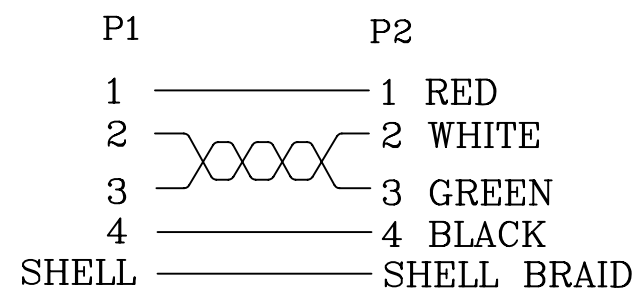 P1 P2
1 1 RED
2 2 WHITE
3 3 GREEN
4 4 BLACK
SHELL SHELL BRAID